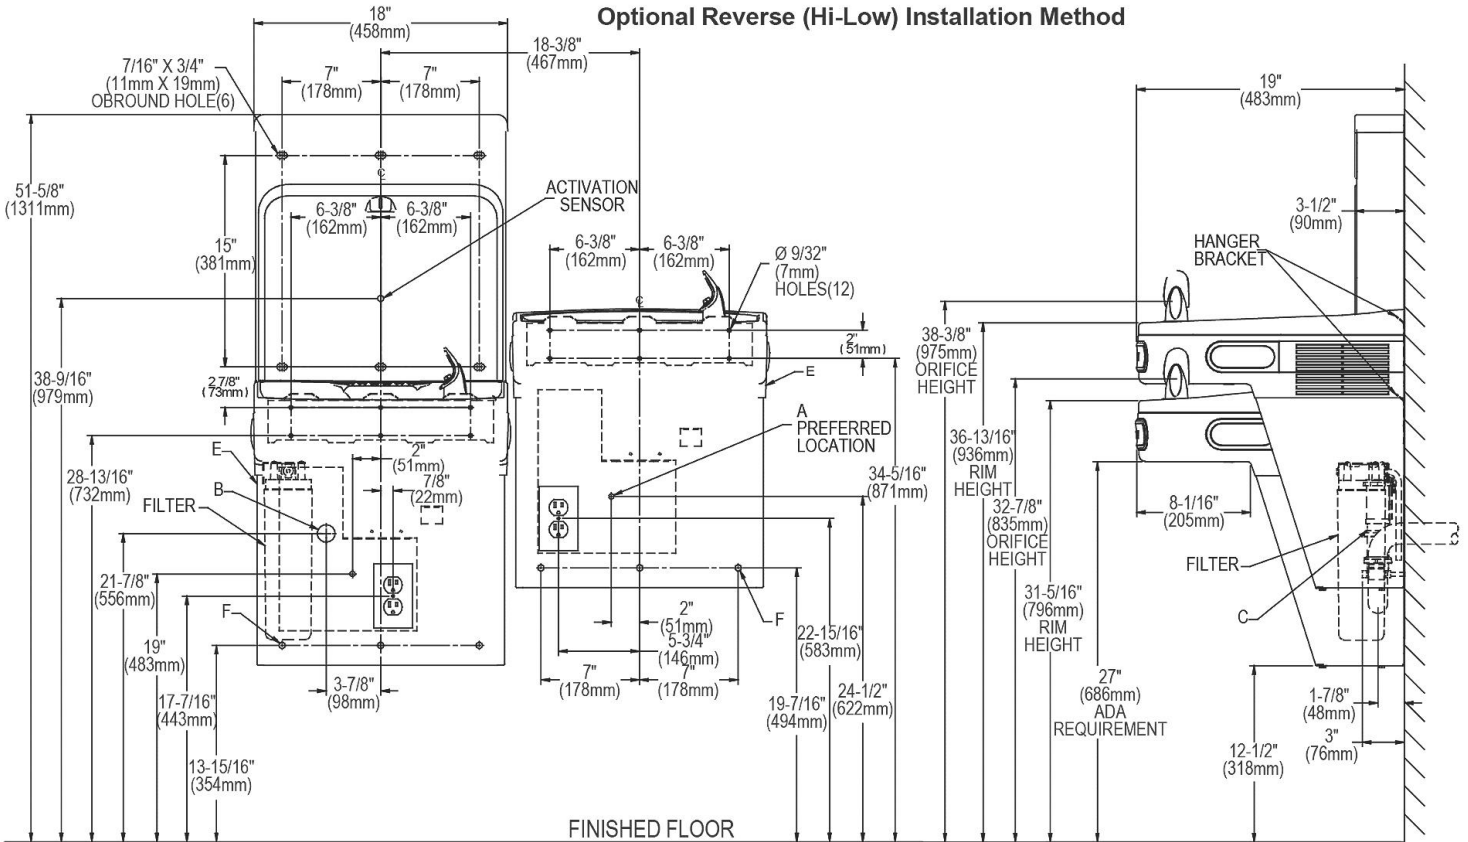 Optional Reverse (Hi-Low) Installation Method
18"
(458mm)
18-3/8"
(467mm)
7/16" X 3/4"
(11mm X 19mm)
OBROUND HOLE(6)
7"
(178mm)
7"
(178mm)
19"
(483mm)
51-5/8"
(1311mm)
ACTIVATION
SENSOR
6-3/8"
(162mm)
6-3/8"
(162mm)
15"
(381mm)
6-3/8"
(162mm)
6-3/8"
(162mm)
Ø 9/32"
(7mm)
HOLES(12)
3-1/2"
(90mm)
HANGER
BRACKET
38-9/16"
(979mm)
2 7/8"
(73mm)
2"
(51mm)
E
38-3/8"
(975mm)
ORIFICE
HEIGHT
A
PREFERRED
LOCATION
36-13/16"
(936mm)
RIM
HEIGHT
28-13/16"
(732mm)
E
B
FILTER
2"
(51mm)
7/8"
(22mm)
34-5/16"
(871mm)
32-7/8"
(835mm)
ORIFICE
HEIGHT
8-1/16"
(205mm)
FILTER
C
21-7/8"
(556mm)
31-5/16"
(796mm)
RIM
HEIGHT
F
19"
(483mm)
2"
(51mm)
5-3/4"
(146mm)
7"
(178mm)
7"
(178mm)
F
22-15/16"
(583mm)
24-1/2"
(622mm)
19-7/16"
(494mm)
3-7/8"
(98mm)
17-7/16"
(443mm)
13-15/16"
(354mm)
27"
(686mm)
ADA
REQUIREMENT
1-7/8"
(48mm)
3"
(76mm)
12-1/2"
(318mm)
FINISHED FLOOR